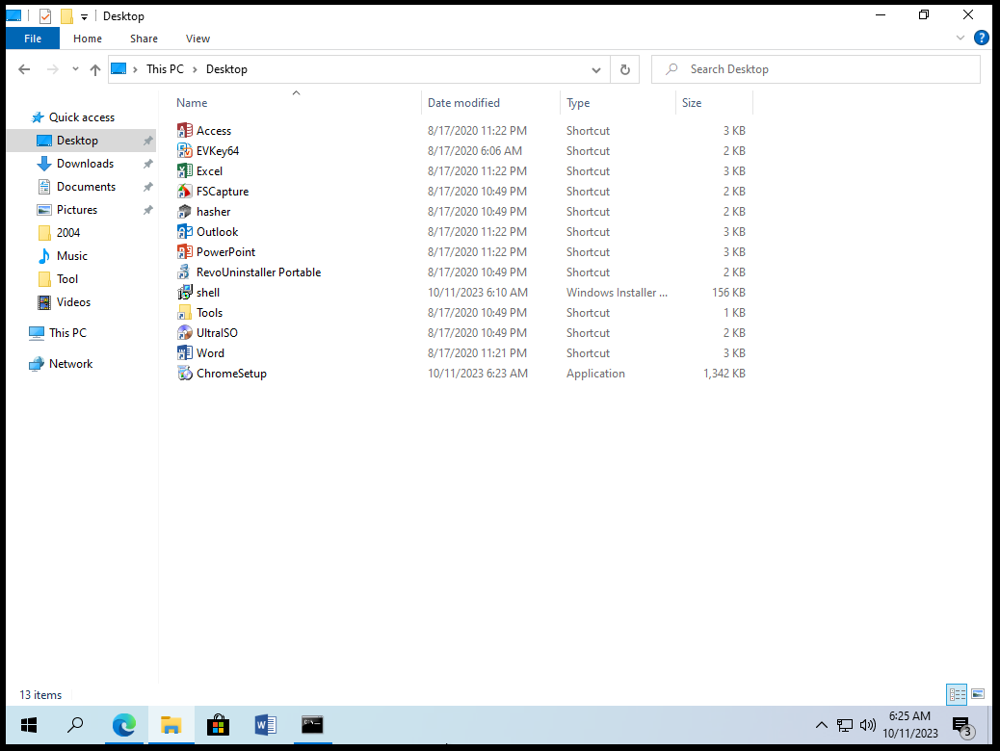 Desktop
File Home Share View
This PC Desktop Search Desktop
Name Date modified Type Size
Quick access
Desktop
Downloads
Documents
Pictures
2004
Music
Tool
Videos
This PC
Network
Access 8/17/2020 11:22 PM Shortcut 3 KB
EVKey64 8/17/2020 6:06 AM Shortcut 2 KB
Excel 8/17/2020 11:22 PM Shortcut 3 KB
FSCapture 8/17/2020 10:49 PM Shortcut 2 KB
hasher 8/17/2020 10:49 PM Shortcut 2 KB
Outlook 8/17/2020 11:22 PM Shortcut 3 KB
PowerPoint 8/17/2020 11:22 PM Shortcut 3 KB
RevoUninstaller Portable 8/17/2020 10:49 PM Shortcut 2 KB
shell 10/11/2023 6:10 AM Windows Installer ... 156 KB
Tools 8/17/2020 10:49 PM Shortcut 1 KB
UltraISO 8/17/2020 10:49 PM Shortcut 2 KB
Word 8/17/2020 11:21 PM Shortcut 3 KB
ChromeSetup 10/11/2023 6:23 AM Application 1,342 KB
13 items
6:25 AM
10/11/2023
3